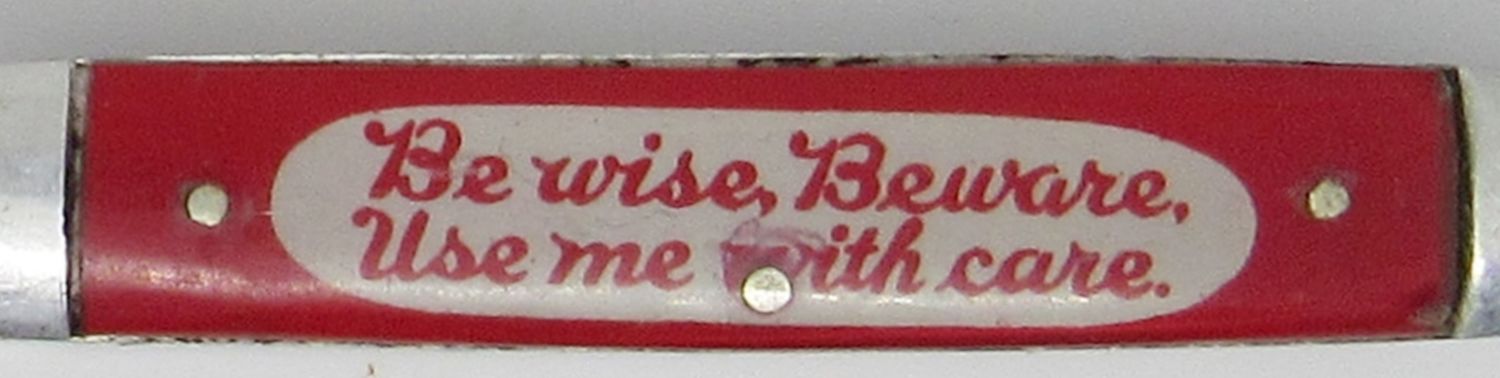 Be wise, Beware,
Use me with care.